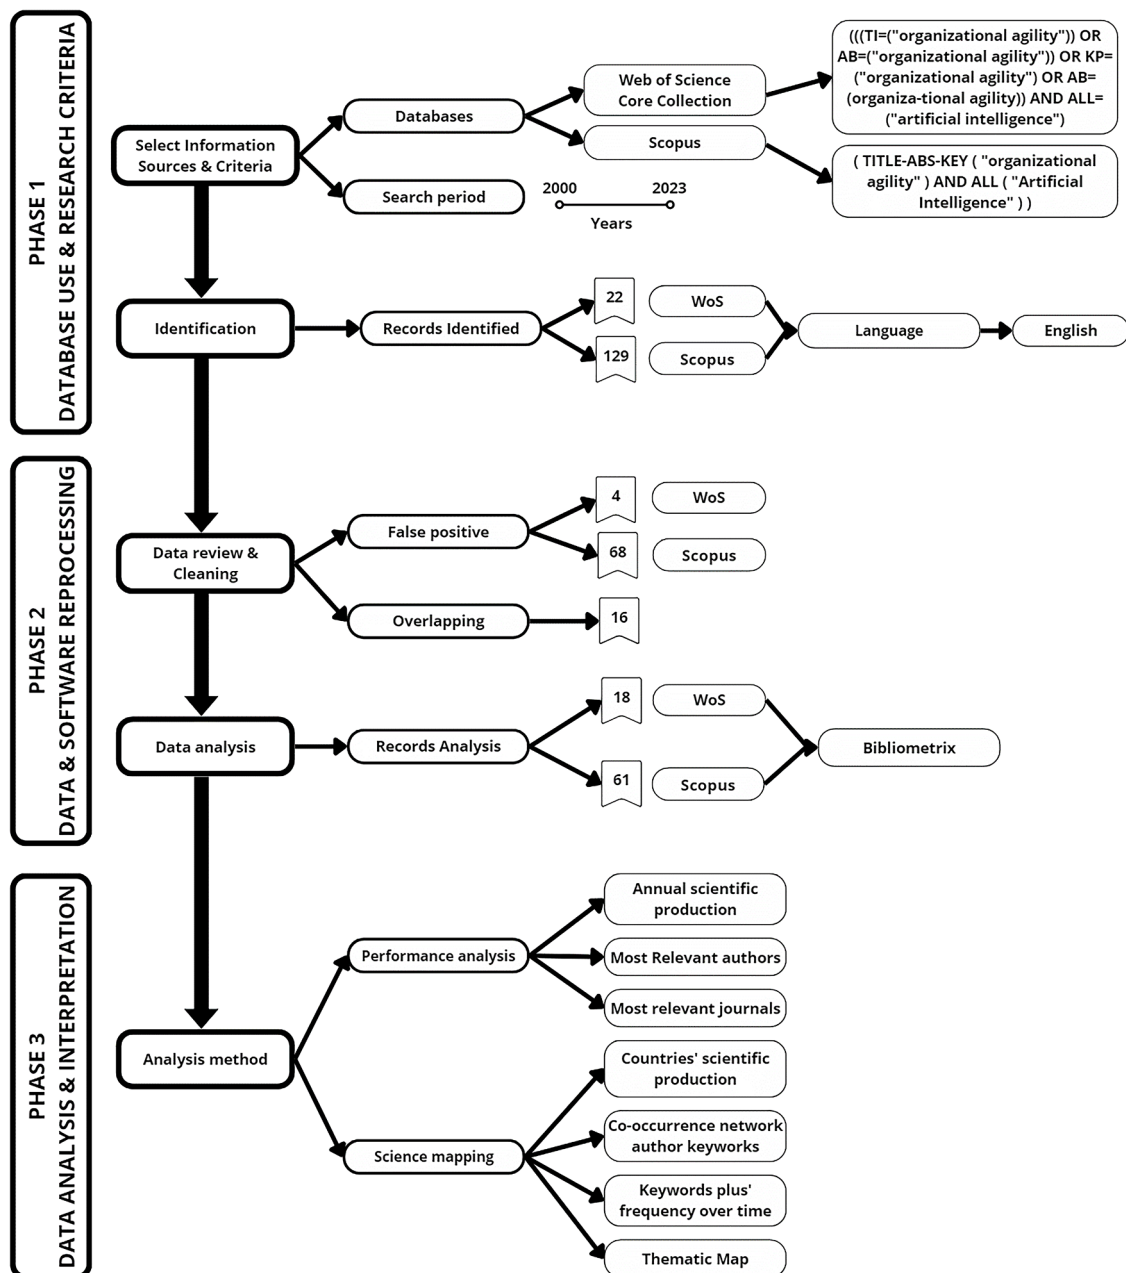 PHASE 1
DATABASE USE & RESEARCH CRITERIA
Select Information
Sources & Criteria
Databases
Search period
Web of Science
Core Collection
Scopus
2000
2023
Years
(((TI=("organizational agility")) OR
AB=("organizational agility")) OR KP=
("organizational agility") OR AB=
(organiza-tional agility)) AND ALL=
("artificial intelligence")
( TITLE-ABS-KEY ( "organizational
agility" ) AND ALL ( "Artificial
Intelligence" ) )
Identification
Records Identified
22
WoS
129
Scopus
Language
English
PHASE 2
DATA & SOFTWARE REPROCESSING
Data review &
Cleaning
False positive
4
WoS
68
Scopus
Overlapping
16
Data analysis
Records Analysis
18
WoS
61
Scopus
Bibliometrix
PHASE 3
DATA ANALYSIS & INTERPRETATION
Analysis method
Performance analysis
Annual scientific
production
Most Relevant authors
Most relevant journals
Science mapping
Countries' scientific
production
Co-occurrence network
author keyworks
Keywords plus'
frequency over time
Thematic Map